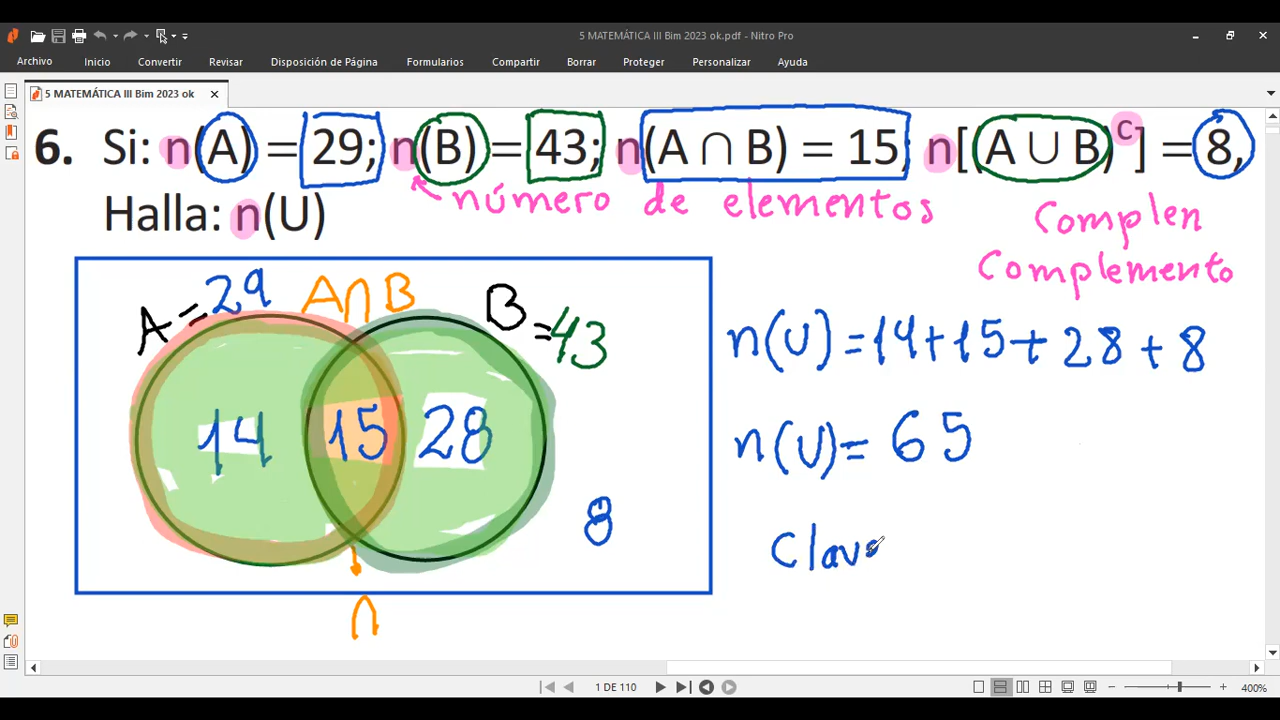 5 MATEMÁTICA III Bim 2023 ok.pdf - Nitro Pro
Archivo Inicio Convertir Revisar Disposición de Página Formularios Compartir Borrar Proteger Personalizar Ayuda
5 MATEMÁTICA III Bim 2023 ok
6. Si: n(A) = 29; n(B) = 43; n(A ∩ B) = 15, n[(A ∪ B)ᶜ] = 8,
número de elementos
Halla: n(U)
Complen
Complemento
A = 29
A∩B
B = 43
14
15
28
8
∩
n(U) = 14 + 15 + 28 + 8
n(U) = 65
Clave
1 DE 110
400%